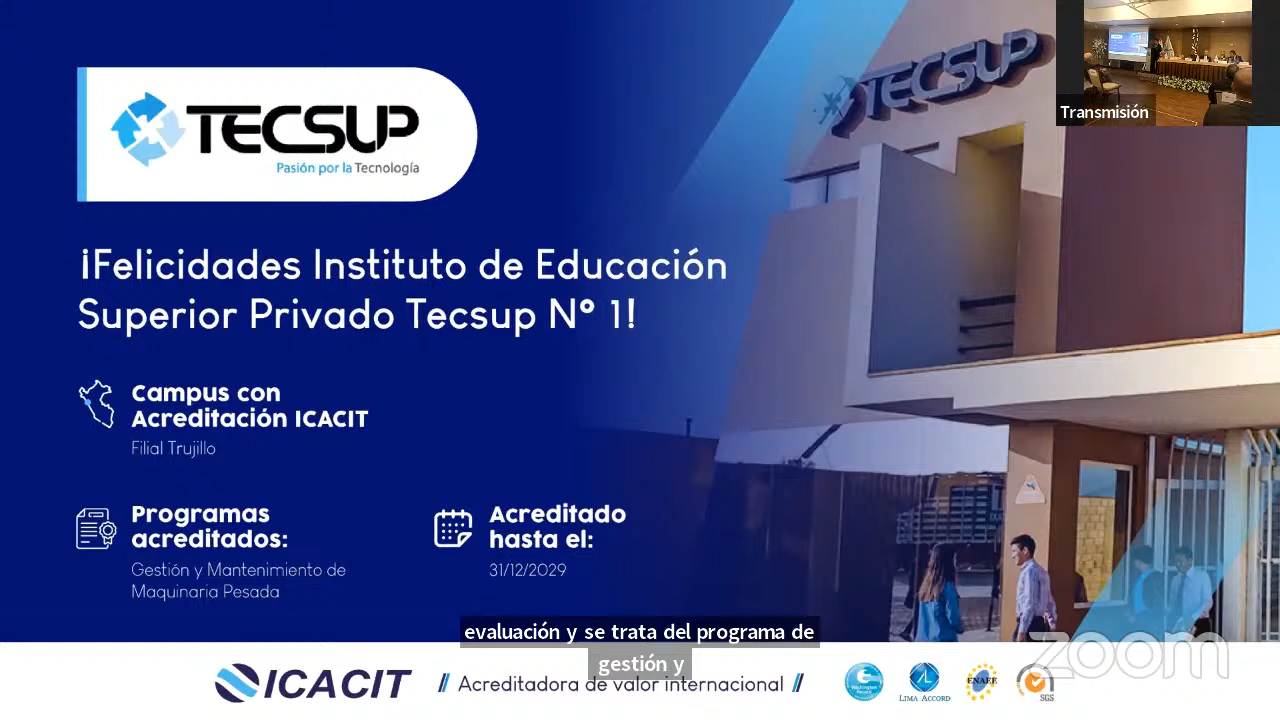 TECSUP
Pasión por la Tecnología
TECSUP
Transmisión
¡Felicidades Instituto de Educación
Superior Privado Tecsup N° 1!
Campus con
Acreditación ICACIT
Filial Trujillo
Programas
acreditados:
Gestión y Mantenimiento de
Maquinaria Pesada
Acreditado
hasta el:
31/12/2029
evaluación y se trata del programa de
gestión y
zoom
ICACIT // Acreditadora de valor internacional //
Washington
Accord
LIMA ACCORD
ENAEE
SGS